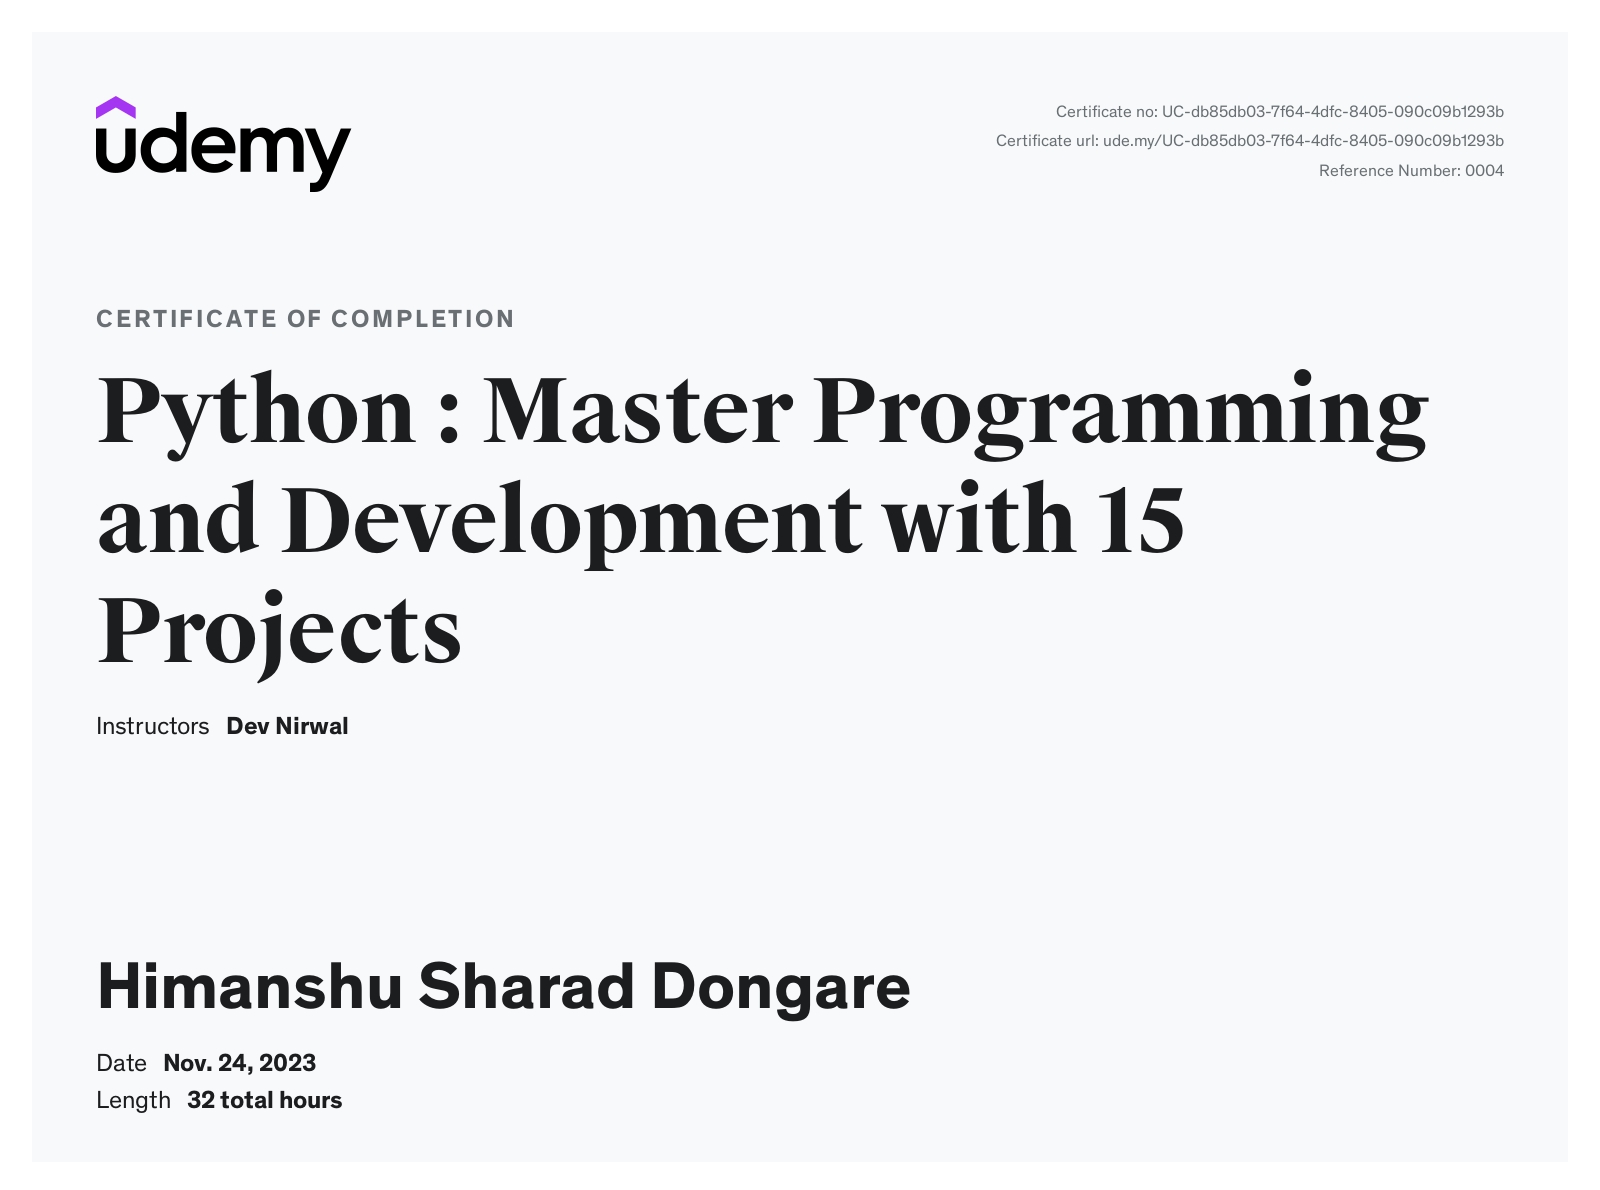 udemy
Certificate no: UC-db85db03-7f64-4dfc-8405-090c09b1293b
Certificate url: ude.my/UC-db85db03-7f64-4dfc-8405-090c09b1293b
Reference Number: 0004
CERTIFICATE OF COMPLETION
Python : Master Programming
and Development with 15
Projects
Instructors Dev Nirwal
Himanshu Sharad Dongare
Date Nov. 24, 2023
Length 32 total hours